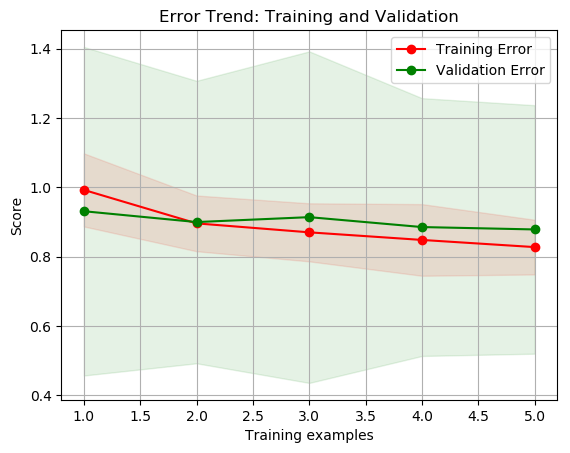 Error Trend: Training and Validation
Training Error
Validation Error
1.4
1.2
1.0
0.8
0.6
0.4
Score
1.0 1.5 2.0 2.5 3.0 3.5 4.0 4.5 5.0
Training examples